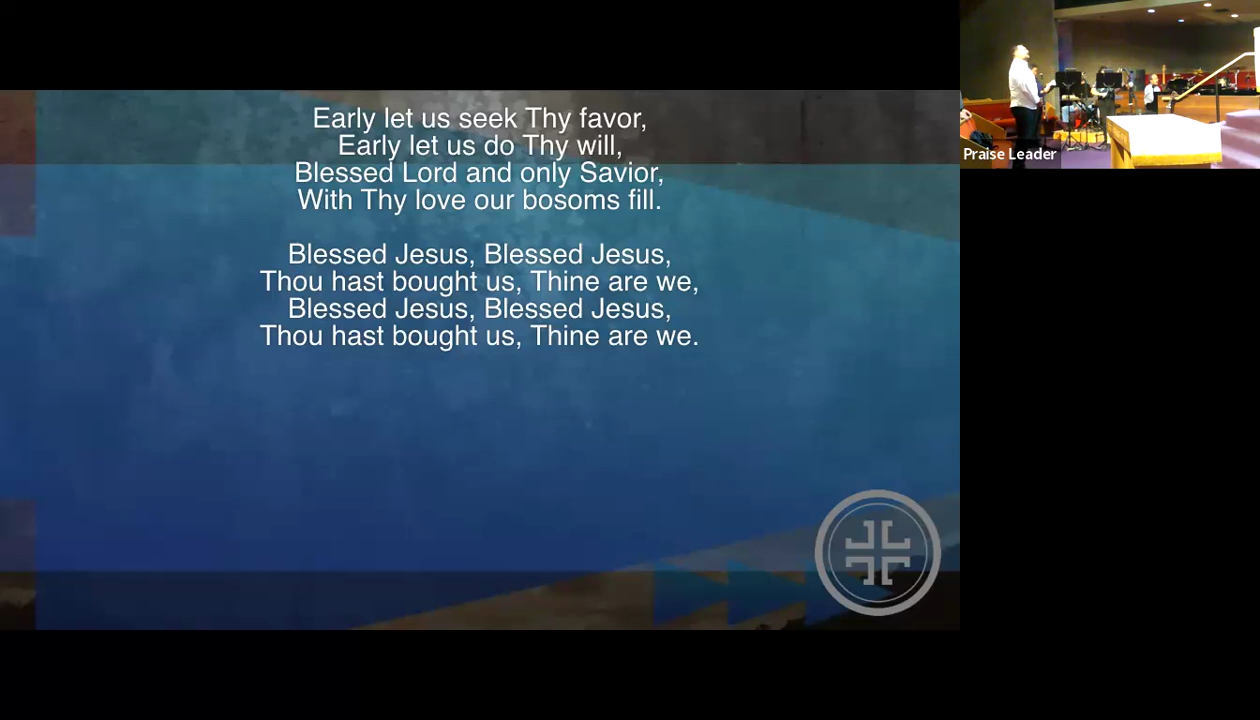 Early let us seek Thy favor,
Early let us do Thy will,
Blessed Lord and only Savior,
With Thy love our bosoms fill.
Blessed Jesus, Blessed Jesus,
Thou hast bought us, Thine are we,
Blessed Jesus, Blessed Jesus,
Thou hast bought us, Thine are we.
Praise Leader